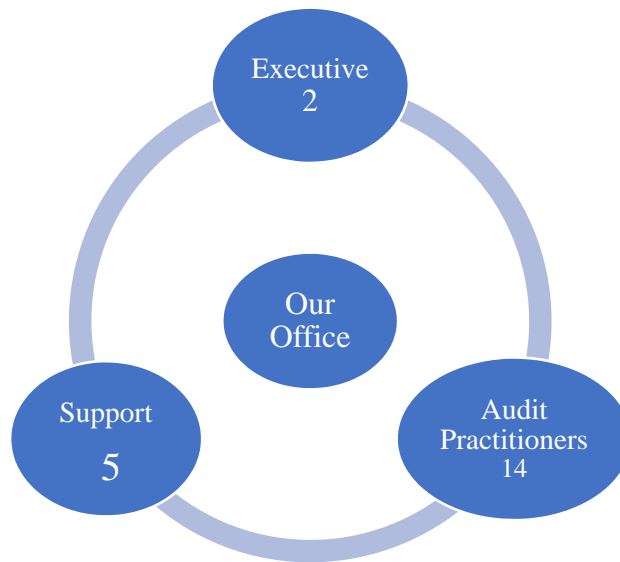 Executive
2
Our
Office
Support
5
Audit
Practitioners
14